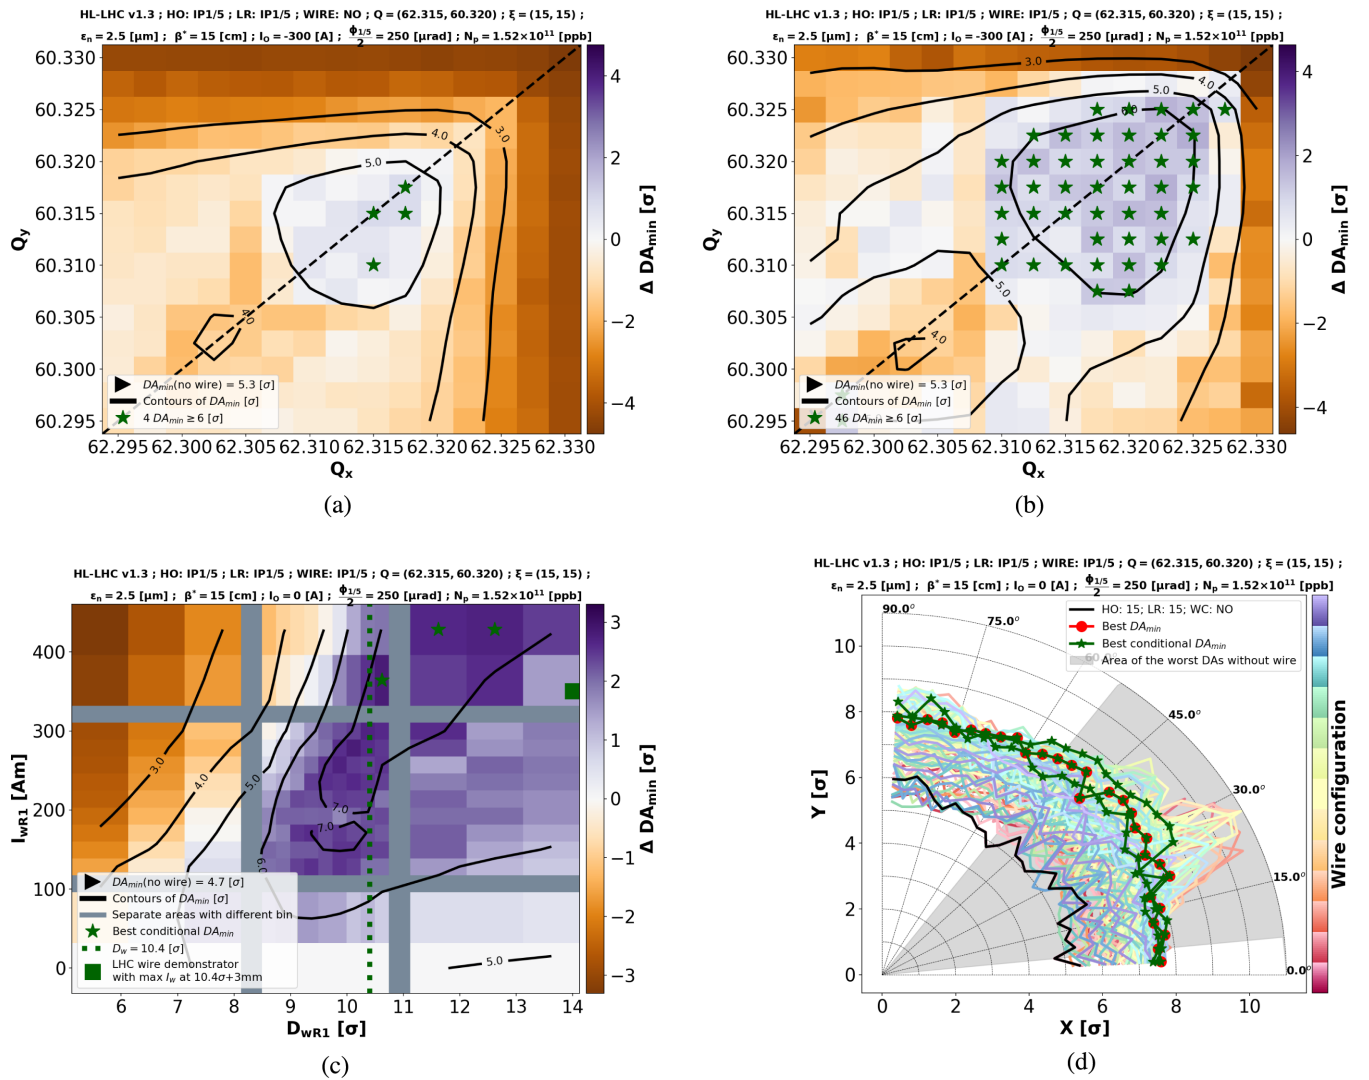 HL-LHC v1.3 ; HO: IP1/5 ; LR: IP1/5 ; WIRE: NO ; Q = (62.315, 60.320) ; ξ = (15, 15) ;
εn = 2.5 [μm] ; β* = 15 [cm] ; IO = -300 [A] ; ϕ1/5/2 = 250 [μrad] ; Np = 1.52×10¹¹ [ppb]
60.330
60.325
60.320
60.315
60.310
60.305
60.300
60.295
Qy
3.0
4.0
5.0
4.0
DAmin(no wire) = 5.3 [σ]
Contours of DAmin [σ]
4 DAmin ≥ 6 [σ]
62.295 62.300 62.305 62.310 62.315 62.320 62.325 62.330
Qx
4
2
0
−2
−4
Δ DAmin [σ]
(a)
HL-LHC v1.3 ; HO: IP1/5 ; LR: IP1/5 ; WIRE: IP1/5 ; Q = (62.315, 60.320) ; ξ = (15, 15) ;
εn = 2.5 [μm] ; β* = 15 [cm] ; IO = -300 [A] ; ϕ1/5/2 = 250 [μrad] ; Np = 1.52×10¹¹ [ppb]
60.330
60.325
60.320
60.315
60.310
60.305
60.300
60.295
Qy
3.0
4.0
5.0
5.0
4.0
DAmin(no wire) = 5.3 [σ]
Contours of DAmin [σ]
46 DAmin ≥ 6 [σ]
62.295 62.300 62.305 62.310 62.315 62.320 62.325 62.330
Qx
4
2
0
−2
−4
Δ DAmin [σ]
(b)
HL-LHC v1.3 ; HO: IP1/5 ; LR: IP1/5 ; WIRE: IP1/5 ; Q = (62.315, 60.320) ; ξ = (15, 15) ;
εn = 2.5 [μm] ; β* = 15 [cm] ; IO = 0 [A] ; ϕ1/5/2 = 250 [μrad] ; Np = 1.52×10¹¹ [ppb]
400
300
200
100
0
IwR1 [Am]
3.0
4.0
5.0
6.0
7.0
7.0
5.0
DAmin(no wire) = 4.7 [σ]
Contours of DAmin [σ]
Separate areas with different bin
Best conditional DAmin
Dw = 10.4 [σ]
LHC wire demonstrator
with max Iw at 10.4σ+3mm
6 7 8 9 10 11 12 13 14
DwR1 [σ]
3
2
1
0
−1
−2
−3
Δ DAmin [σ]
(c)
HL-LHC v1.3 ; HO: IP1/5 ; LR: IP1/5 ; WIRE: IP1/5 ; Q = (62.315, 60.320) ; ξ = (15, 15) ;
εn = 2.5 [μm] ; β* = 15 [cm] ; IO = 0 [A] ; ϕ1/5/2 = 250 [μrad] ; Np = 1.52×10¹¹ [ppb]
10
8
6
4
2
0
Y [σ]
90.0°
75.0°
60.0°
45.0°
30.0°
15.0°
0.0°
HO: 15; LR: 15; WC: NO
Best DAmin
Best conditional DAmin
Area of the worst DAs without wire
0 2 4 6 8 10
X [σ]
Wire configuration
(d)